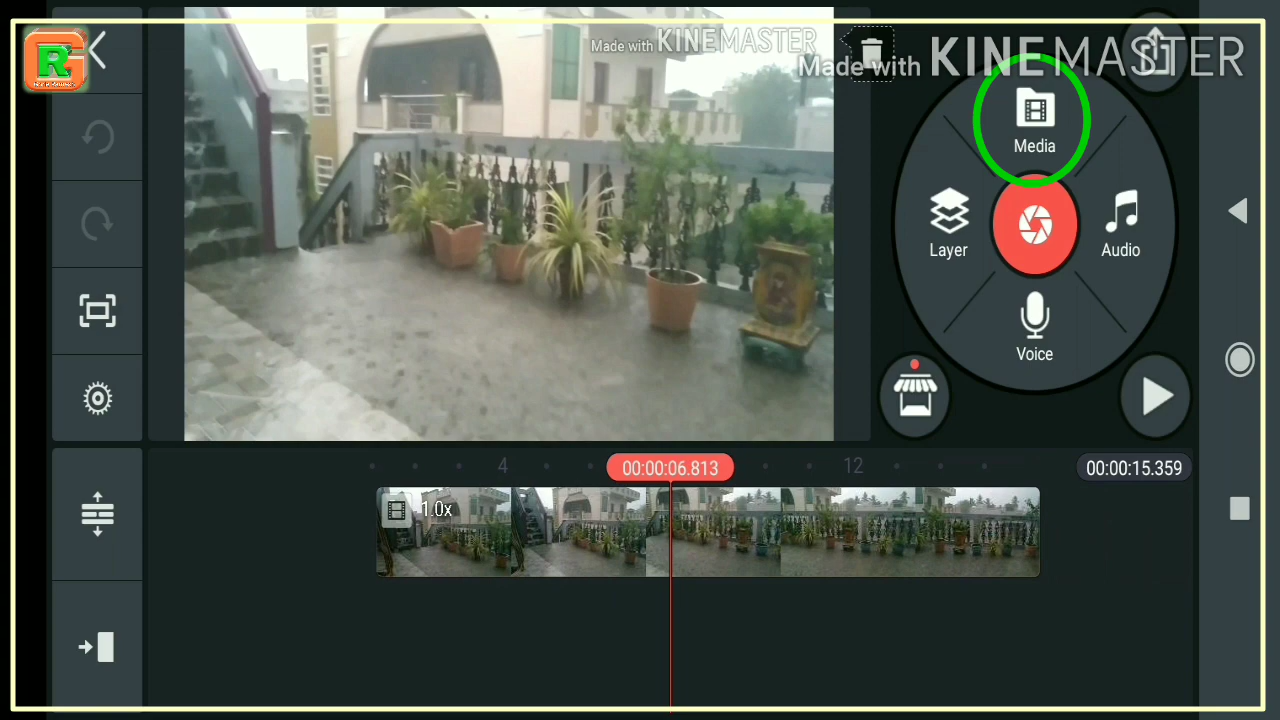 R
Made with KINEMASTER
Made with KINEMASTER
Media
Layer
Audio
Voice
4
00:00:06.813
12
00:00:15.359
1.0x